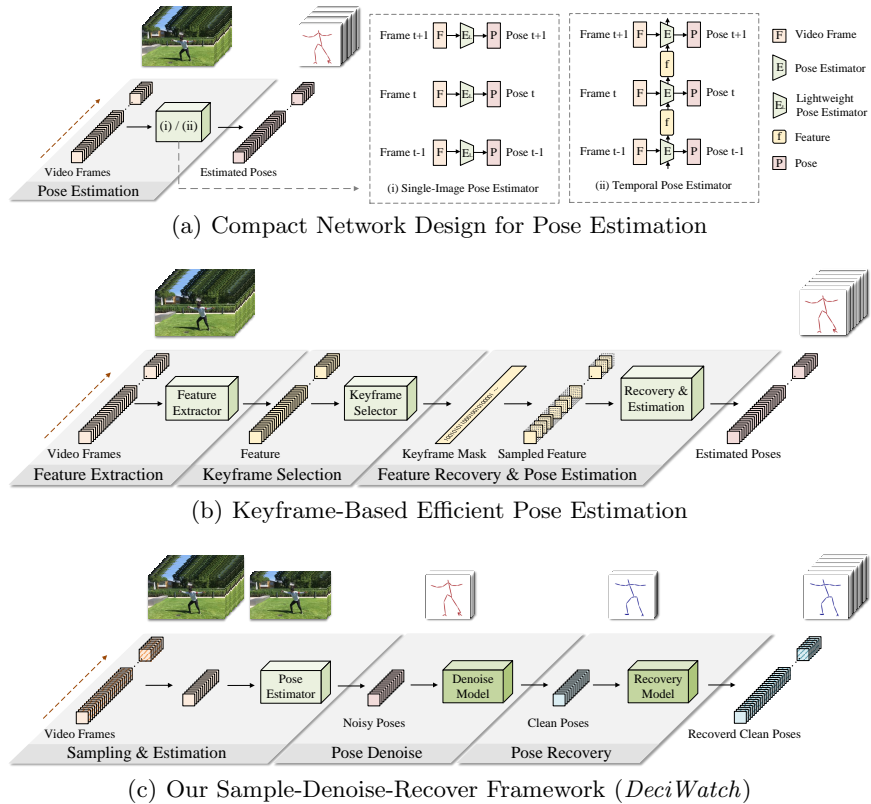 Frame t+1 F E_L P Pose t+1
Frame t F E_L P Pose t
Frame t-1 F E_L P Pose t-1
(i) Single-Image Pose Estimator
Frame t+1 F E P Pose t+1
f
Frame t F E P Pose t
f
Frame t-1 F E P Pose t-1
(ii) Temporal Pose Estimator
F Video Frame
E Pose Estimator
E_L Lightweight
Pose Estimator
f Feature
P Pose
(i) / (ii)
Video Frames
Estimated Poses
Pose Estimation
(a) Compact Network Design for Pose Estimation
Feature
Extractor
Keyframe
Selector
Recovery &
Estimation
Video Frames
Feature
Keyframe Mask
Sampled Feature
Estimated Poses
Feature Extraction
Keyframe Selection
Feature Recovery & Pose Estimation
(b) Keyframe-Based Efficient Pose Estimation
Pose
Estimator
Denoise
Model
Recovery
Model
Video Frames
Noisy Poses
Clean Poses
Recoverd Clean Poses
Sampling & Estimation
Pose Denoise
Pose Recovery
(c) Our Sample-Denoise-Recover Framework (DeciWatch)